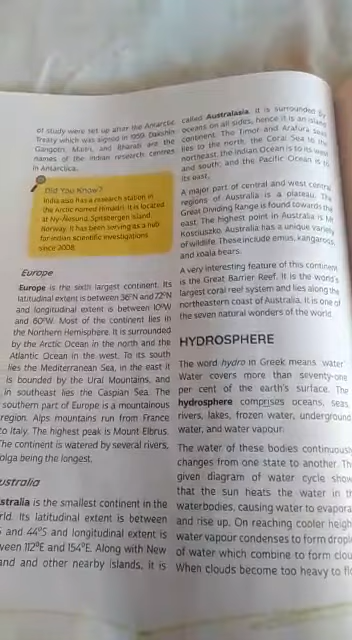 of study were set up after the Antarctic
Treaty which was signed in 1959. Dakshin
Gangotri, Maitri, and Bharati are the
names of the Indian research centres
in Antarctica.
Did You Know?
India also has a research station in
the Arctic named Himadri. It is located
at Ny-Alesund, Spitsbergen Island,
Norway. It has been serving as a hub
for Indian scientific investigations
since 2008.
Europe
Europe is the sixth largest continent. Its
latitudinal extent is between 36°N and 72°N
and longitudinal extent is between 10°W
and 60°W. Most of the continent lies in
the Northern Hemisphere. It is surrounded
by the Arctic Ocean in the north and the
Atlantic Ocean in the west. To its south
lies the Mediterranean Sea, in the east it
is bounded by the Ural Mountains, and
in southeast lies the Caspian Sea. The
southern part of Europe is a mountainous
region. Alps mountains run from France
to Italy. The highest peak is Mount Elbrus.
The continent is watered by several rivers,
olga being the longest.
ustralia
stralia is the smallest continent in the
rld. Its latitudinal extent is between
and 44°S and longitudinal extent is
ween 112°E and 154°E. Along with New
and and other nearby islands, it is
called Australasia. It is surrounded by
oceans on all sides, hence it is an island
continent. The Timor and Arafura seas
lies to the north, the Coral Sea to the
northeast, the Indian Ocean is to its west
and south; and the Pacific Ocean is to
its east.
A major part of central and west central
regions of Australia is a plateau. The
Great Dividing Range is found towards the
east. The highest point in Australia is Mt
Kosciuszko. Australia has a unique variety
of wildlife. These include emus, kangaroos,
and koala bears.
A very interesting feature of this continent
is the Great Barrier Reef. It is the world's
largest coral reef system and lies along the
northeastern coast of Australia. It is one of
the seven natural wonders of the world.
HYDROSPHERE
The word hydro in Greek means 'water'
Water covers more than seventy-one
per cent of the earth's surface. The
hydrosphere comprises oceans, seas,
rivers, lakes, frozen water, underground
water, and water vapour.
The water of these bodies continuously
changes from one state to another. Th
given diagram of water cycle show
that the sun heats the water in th
waterbodies, causing water to evapora
and rise up. On reaching cooler heigh
water vapour condenses to form drople
of water which combine to form clou
When clouds become too heavy to flo